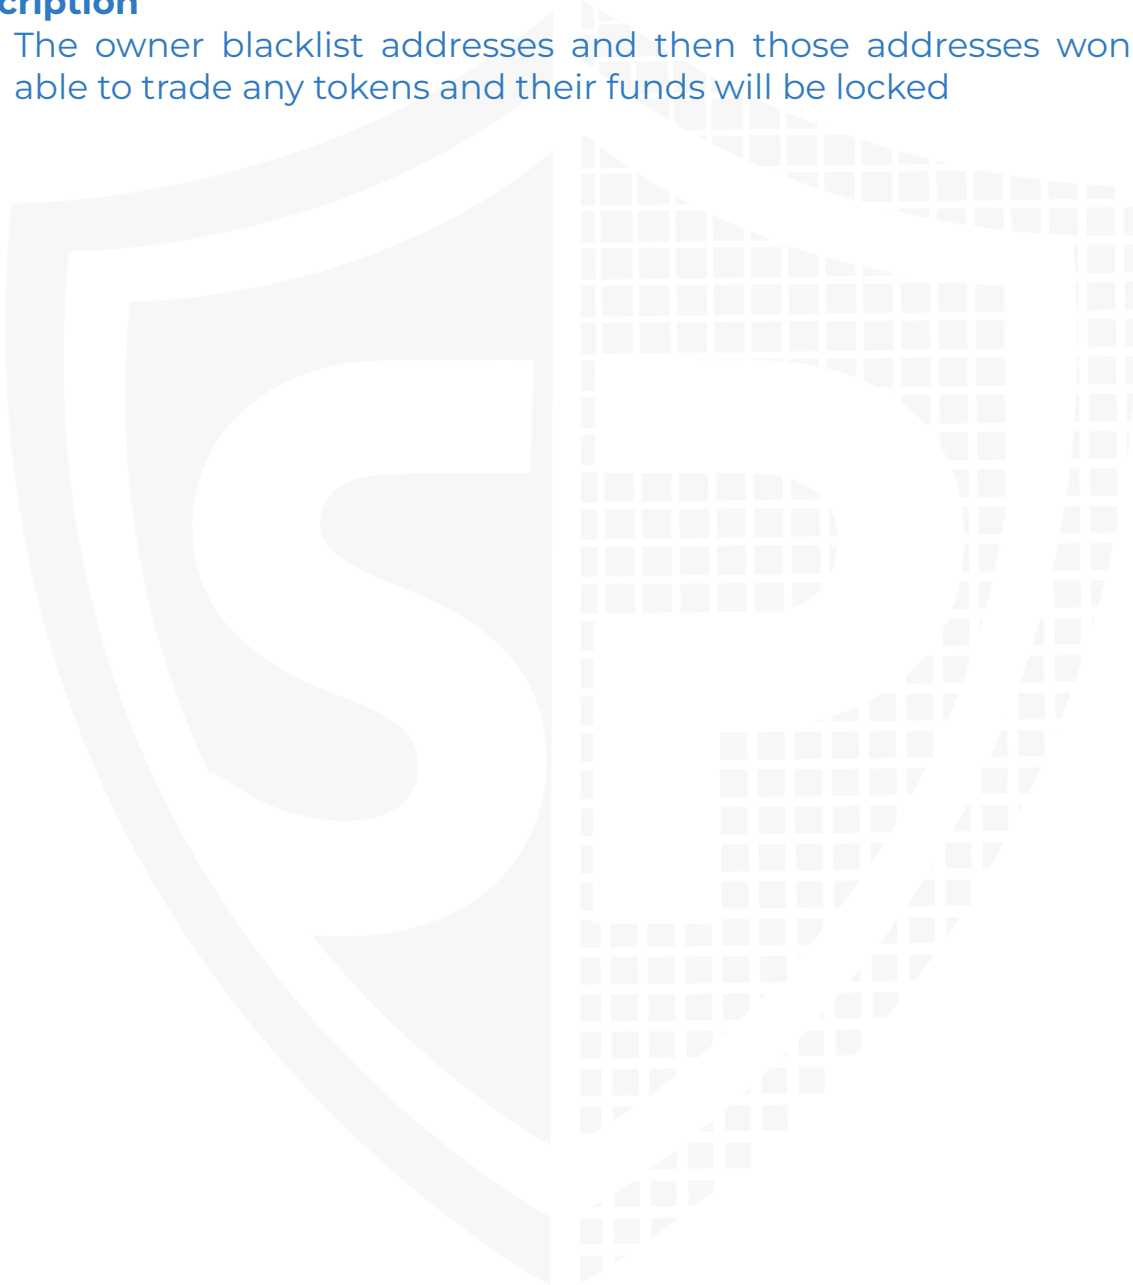 cription
The owner blacklist addresses and then those addresses won
able to trade any tokens and their funds will be locked
SP